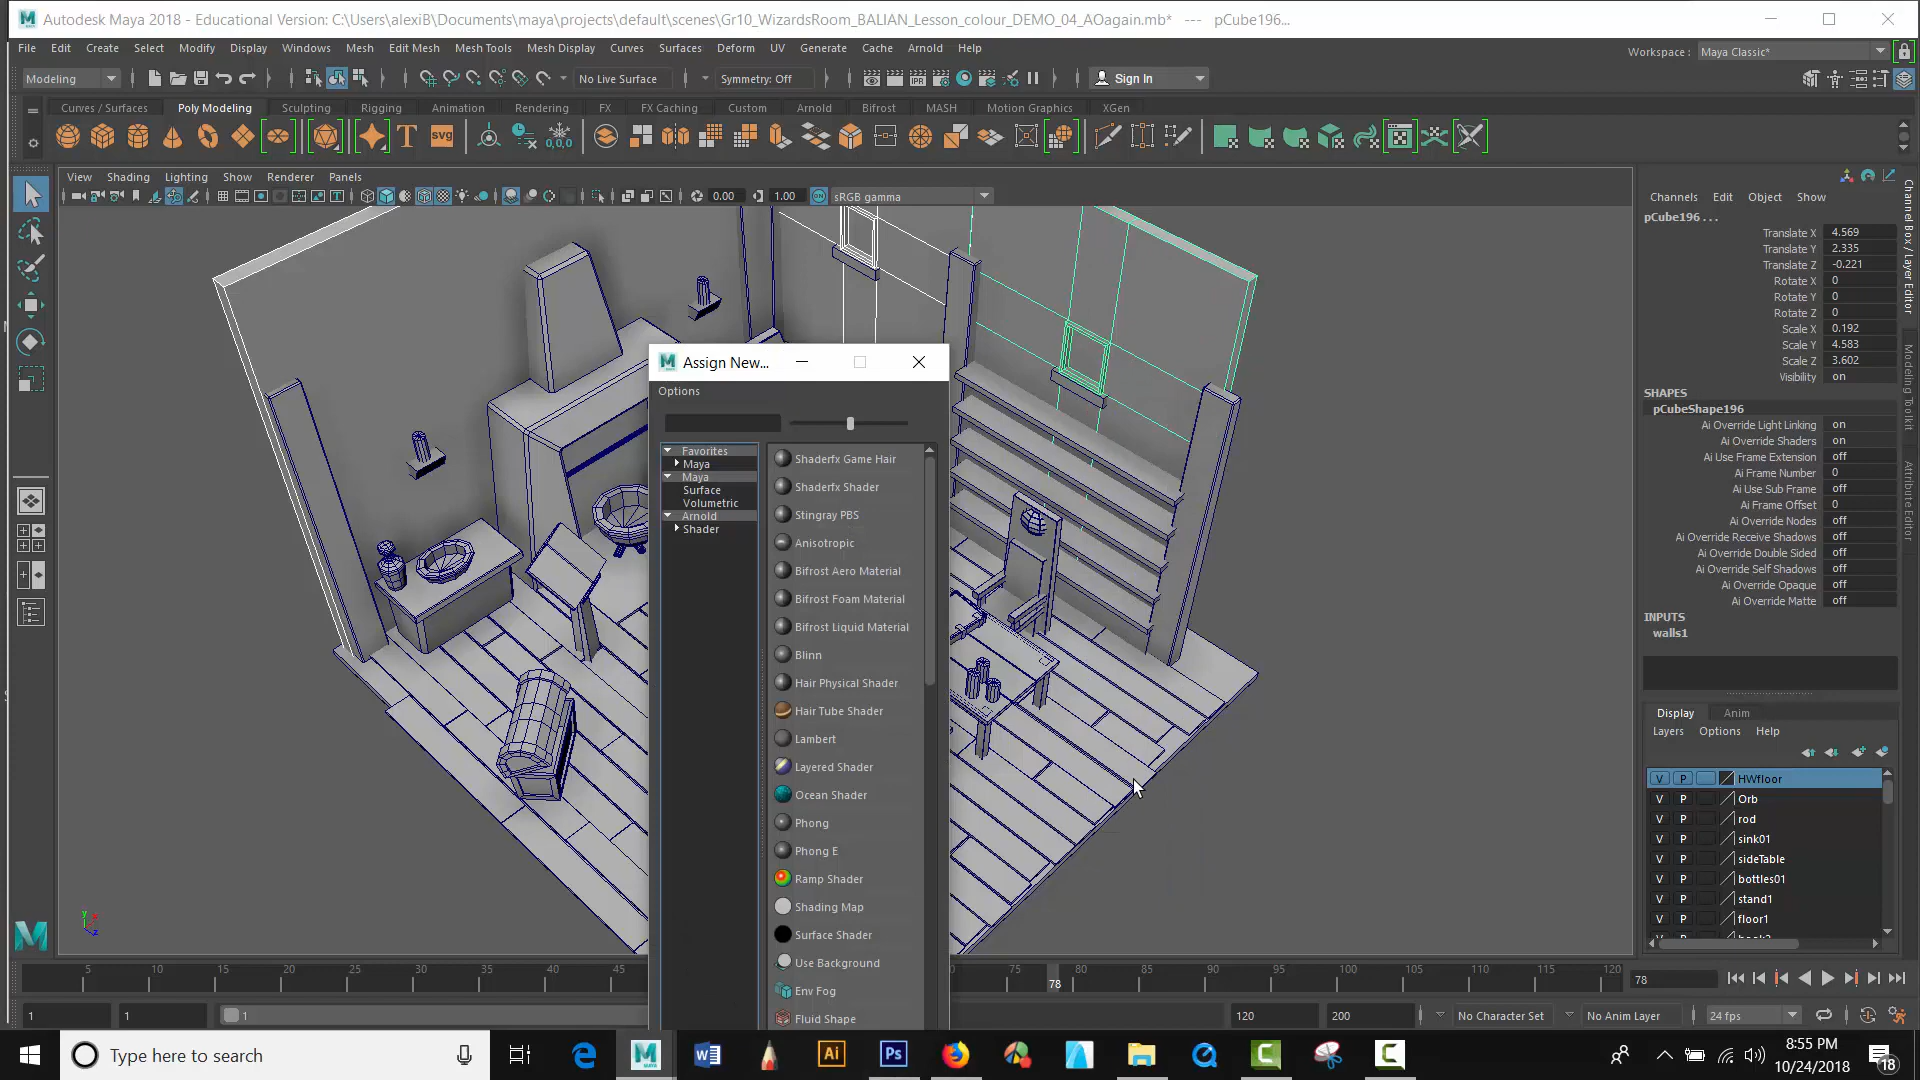 Autodesk Maya 2018 - Educational Version: C:\Users\alexiB\Documents\maya\projects\default\scenes\Gr10_WizardsRoom_BALIAN_Lesson_colour_DEMO_04_AOagain.mb* --- pCube196...
File Edit Create Select Modify Display Windows Mesh Edit Mesh Mesh Tools Mesh Display Curves Surfaces Deform UV Generate Cache Arnold Help
Workspace : Maya Classic*
Modeling No Live Surface Symmetry: Off Sign In
Curves / Surfaces Poly Modeling Sculpting Rigging Animation Rendering FX FX Caching Custom Arnold Bifrost MASH Motion Graphics XGen
T svg 0,0,0
View Shading Lighting Show Renderer Panels
0.00 1.00 sRGB gamma
Channels Edit Object Show
pCube196 ...
Translate X 4.569
Translate Y 2.335
Translate Z -0.221
Rotate X 0
Rotate Y 0
Rotate Z 0
Scale X 0.192
Scale Y 4.583
Scale Z 3.602
Visibility on
SHAPES
pCubeShape196
Ai Override Light Linking on
Ai Override Shaders on
Ai Use Frame Extension off
Ai Frame Number 0
Ai Use Sub Frame off
Ai Frame Offset 0
Ai Override Nodes off
Ai Override Receive Shadows off
Ai Override Double Sided off
Ai Override Self Shadows off
Ai Override Opaque off
Ai Override Matte off
INPUTS
walls1
Channel Box / Layer Editor
Modeling Toolkit
Attribute Editor
Assign New...
Options
Favorites
Maya
Maya
Surface
Volumetric
Arnold
Shader
Shaderfx Game Hair
Shaderfx Shader
Stingray PBS
Anisotropic
Bifrost Aero Material
Bifrost Foam Material
Bifrost Liquid Material
Blinn
Hair Physical Shader
Hair Tube Shader
Lambert
Layered Shader
Ocean Shader
Phong
Phong E
Ramp Shader
Shading Map
Surface Shader
Use Background
Env Fog
Fluid Shape
Display Anim
Layers Options Help
V P HWfloor
V P Orb
V P rod
V P sink01
V P sideTable
V P bottles01
V P stand1
V P floor1
5 10 15 20 25 30 35 40 45 75 78 80 85 90 95 100 105 110 115 120 78
1 1 1 120 200 No Character Set No Anim Layer 24 fps
Type here to search
8:55 PM
10/24/2018
18